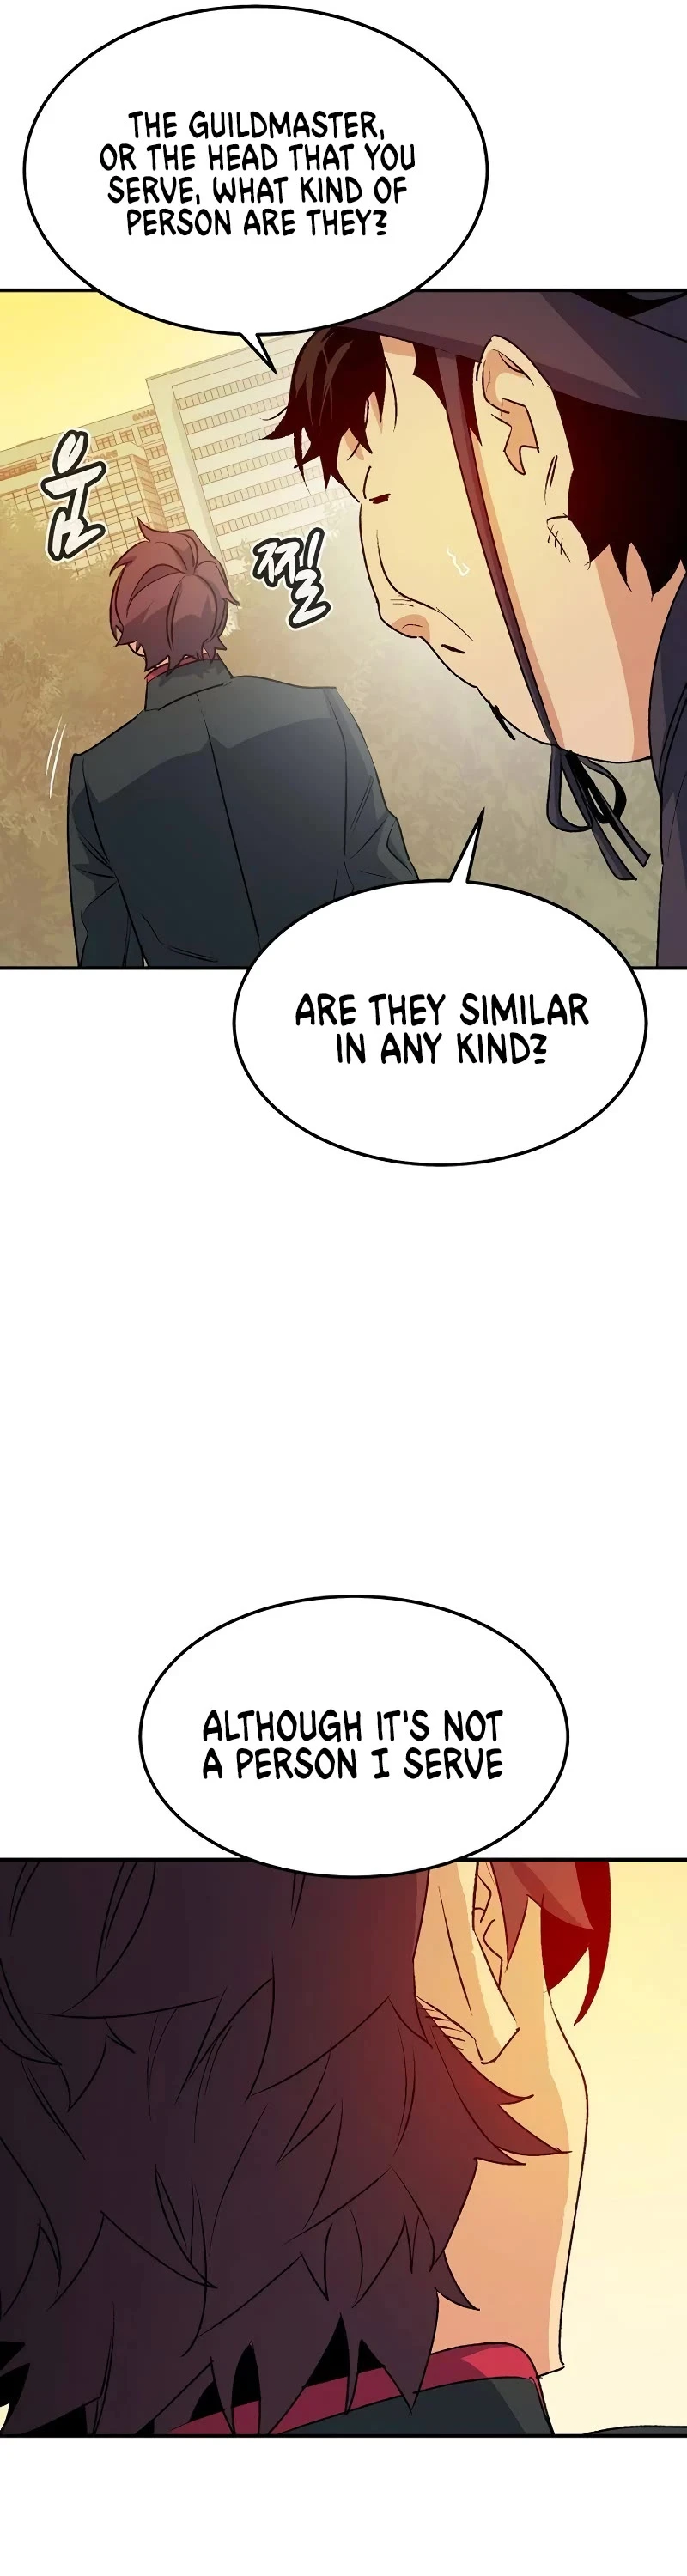 THE GUILDMASTER,
OR THE HEAD THAT YOU
SERVE, WHAT KIND OF
PERSON ARE THEY?
움
찔
ARE THEY SIMILAR
IN ANY KIND?
ALTHOUGH IT'S NOT
A PERSON I SERVE